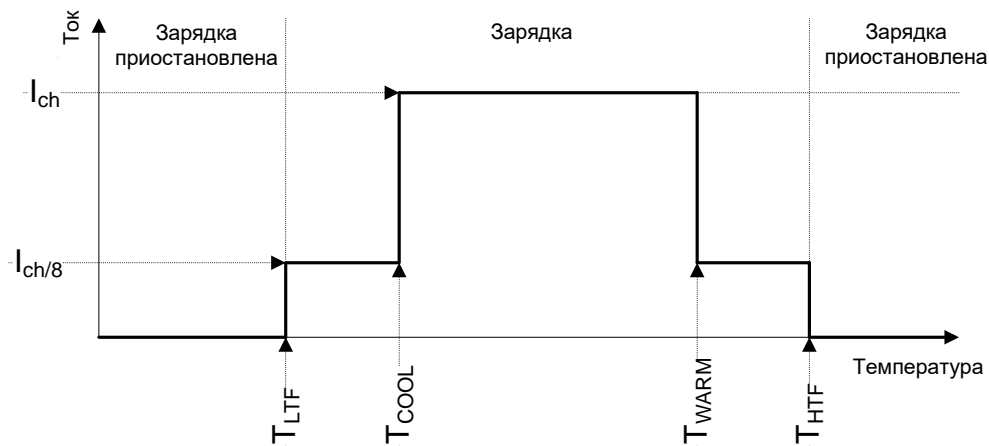 Ток
Зарядка
приостановлена
Зарядка
Зарядка
приостановлена
Ich
Ich/8
Температура
TLTF
TCOOL
TWARM
THTF